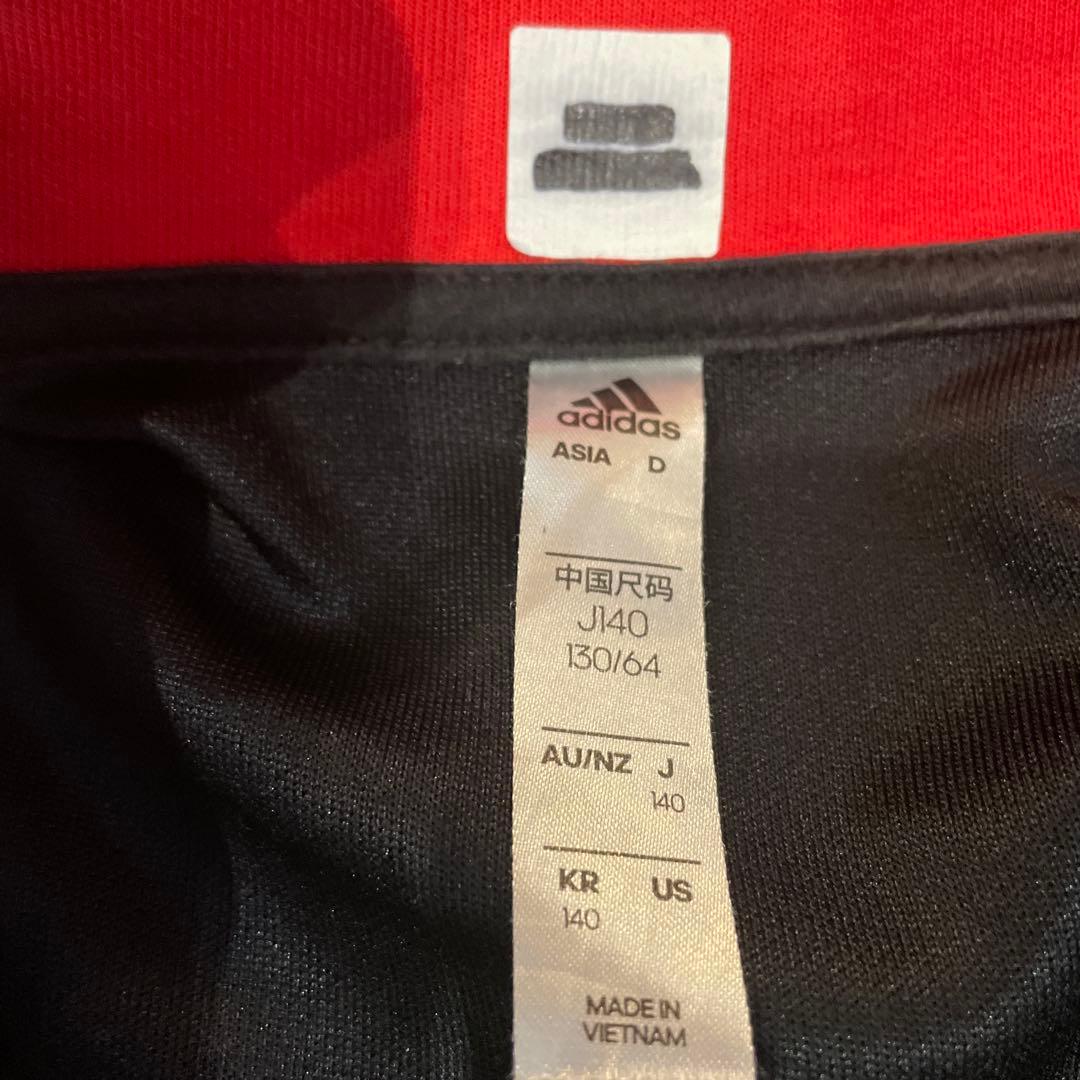 adidas
ASIA D
中国尺码
J140
130/64
AU/NZ J
140
KR US
140
MADE IN
VIETNAM